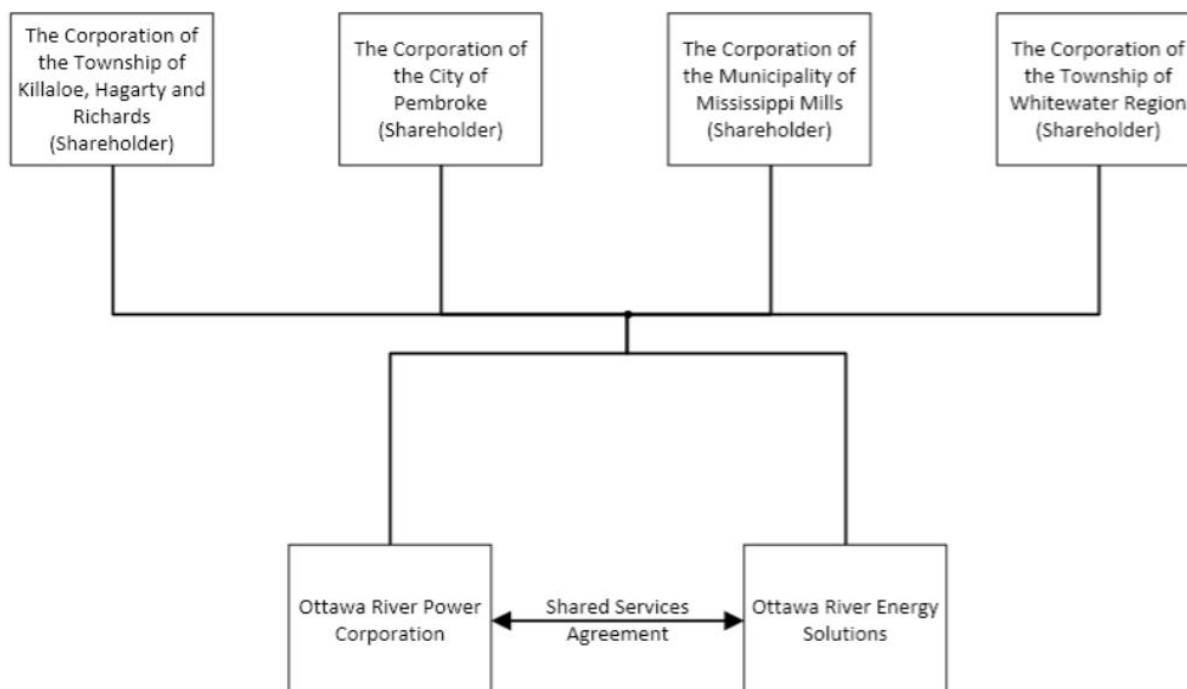 The Corporation of
the Township of
Killaloe, Hagarty and
Richards
(Shareholder)
The Corporation of
the City of
Pembroke
(Shareholder)
The Corporation of
the Municipality of
Mississippi Mills
(Shareholder)
The Corporation of
the Township of
Whitewater Region
(Shareholder)
Ottawa River Power
Corporation
Shared Services
Agreement
Ottawa River Energy
Solutions